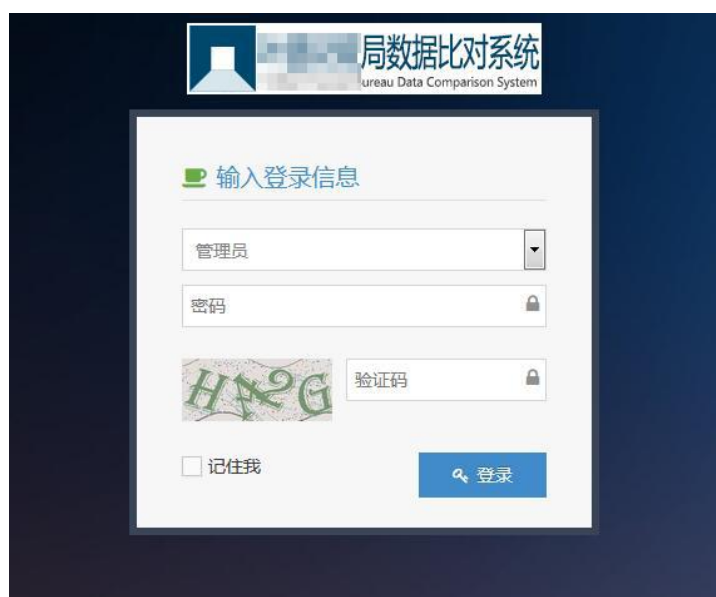 局数据比对系统
ureau Data Comparison System
输入登录信息
管理员
密码
HA2G 验证码
记住我 登录